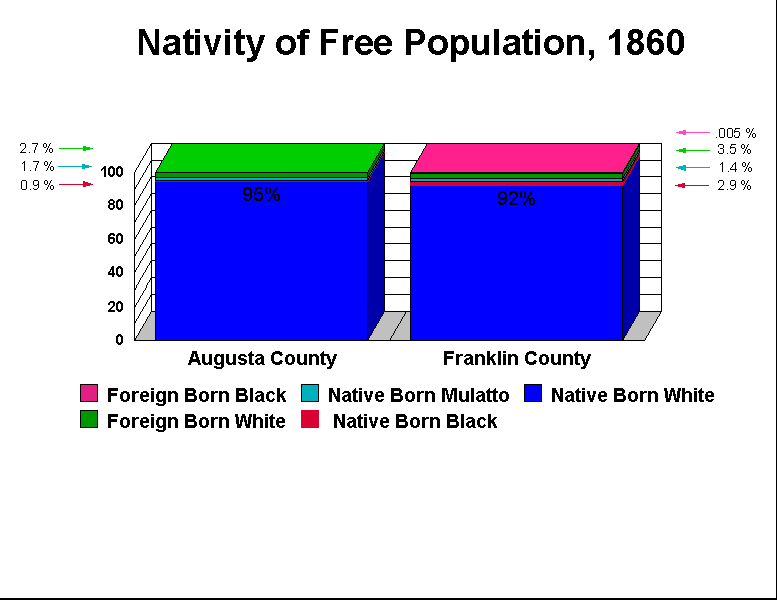 Nativity of Free Population, 1860
2.7 %
1.7 %
0.9 %
.005 %
3.5 %
1.4 %
2.9 %
100
80
60
40
20
0
95%
92%
Augusta County
Franklin County
Foreign Born Black
Native Born Mulatto
Native Born White
Foreign Born White
Native Born Black